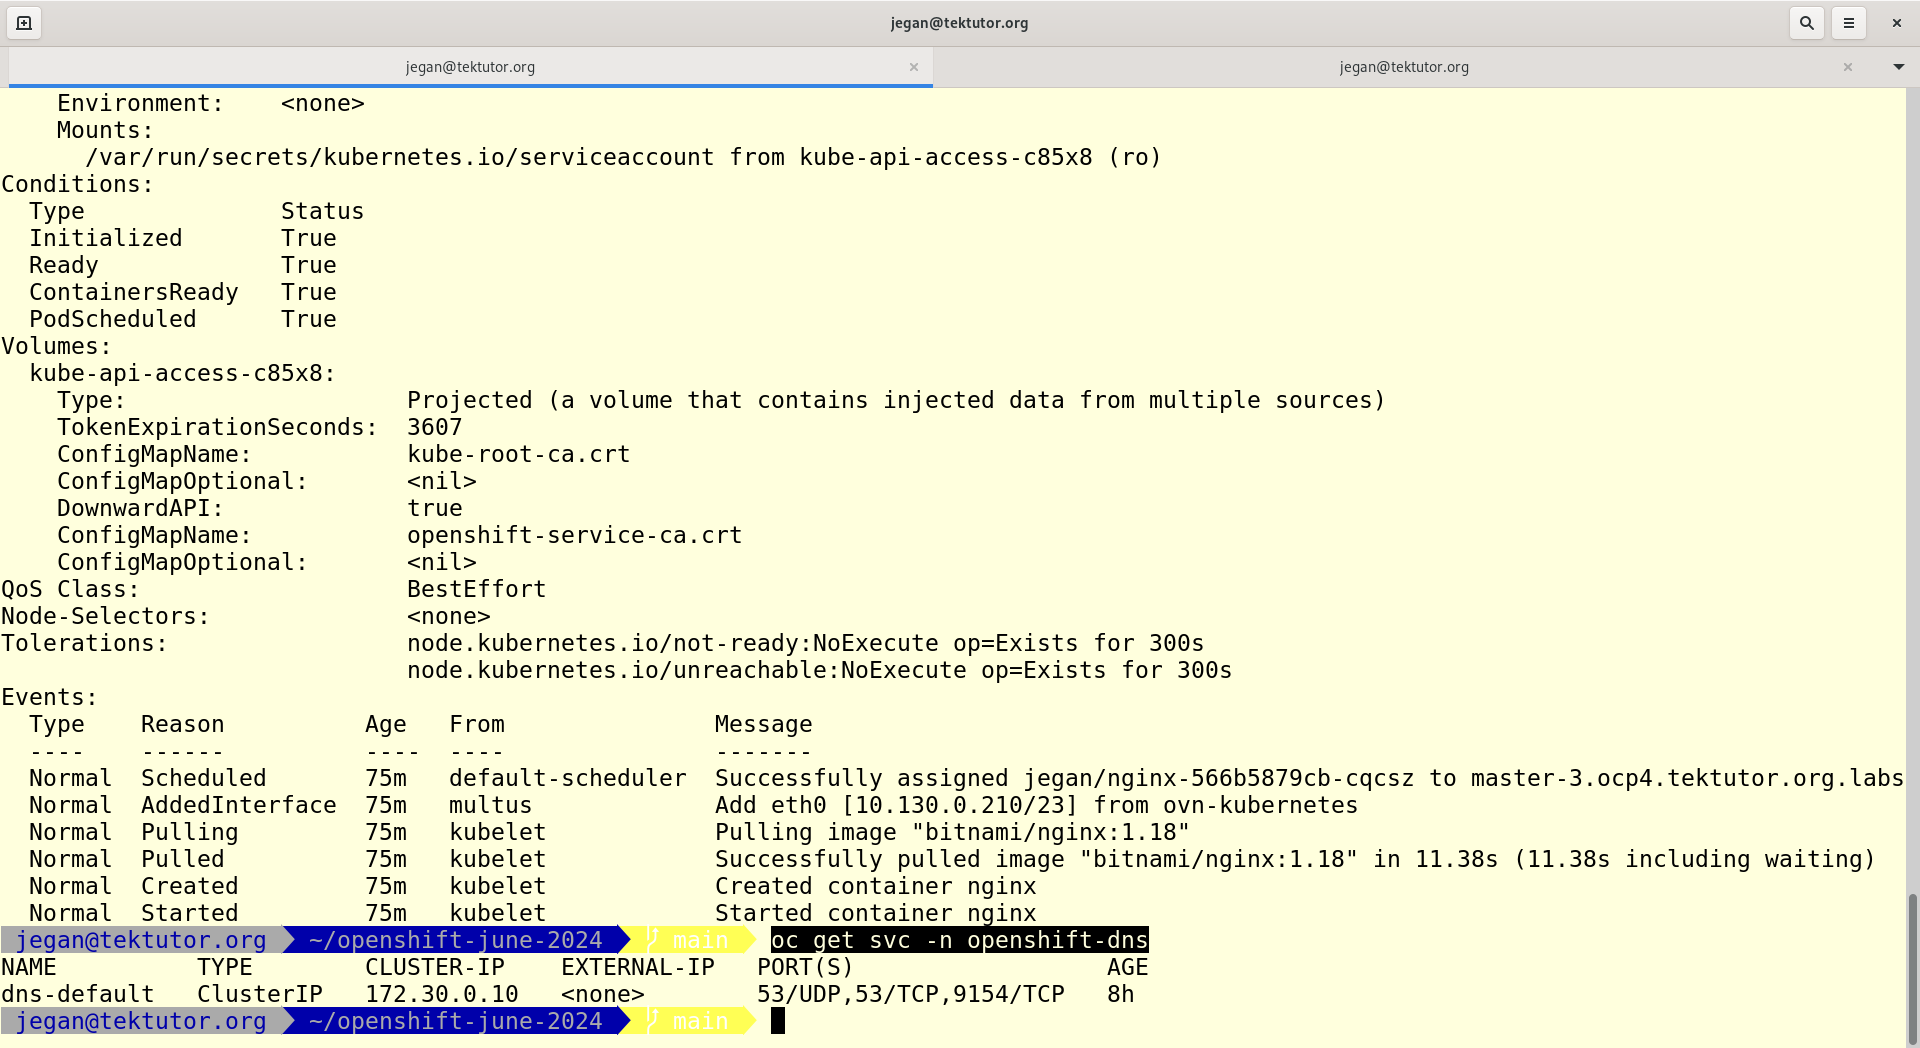 jegan@tektutor.org
jegan@tektutor.org jegan@tektutor.org
    Environment:    <none>
    Mounts:
      /var/run/secrets/kubernetes.io/serviceaccount from kube-api-access-c85x8 (ro)
Conditions:
  Type              Status
  Initialized       True
  Ready             True
  ContainersReady   True
  PodScheduled      True
Volumes:
  kube-api-access-c85x8:
    Type:                    Projected (a volume that contains injected data from multiple sources)
    TokenExpirationSeconds:  3607
    ConfigMapName:           kube-root-ca.crt
    ConfigMapOptional:       <nil>
    DownwardAPI:             true
    ConfigMapName:           openshift-service-ca.crt
    ConfigMapOptional:       <nil>
QoS Class:                   BestEffort
Node-Selectors:              <none>
Tolerations:                 node.kubernetes.io/not-ready:NoExecute op=Exists for 300s
                             node.kubernetes.io/unreachable:NoExecute op=Exists for 300s
Events:
  Type    Reason          Age   From               Message
  ----    ------          ----  ----               -------
  Normal  Scheduled       75m   default-scheduler  Successfully assigned jegan/nginx-566b5879cb-cqcsz to master-3.ocp4.tektutor.org.labs
  Normal  AddedInterface  75m   multus             Add eth0 [10.130.0.210/23] from ovn-kubernetes
  Normal  Pulling         75m   kubelet            Pulling image "bitnami/nginx:1.18"
  Normal  Pulled          75m   kubelet            Successfully pulled image "bitnami/nginx:1.18" in 11.38s (11.38s including waiting)
  Normal  Created         75m   kubelet            Created container nginx
  Normal  Started         75m   kubelet            Started container nginx
jegan@tektutor.org ~/openshift-june-2024 main oc get svc -n openshift-dns
NAME          TYPE        CLUSTER-IP    EXTERNAL-IP   PORT(S)                  AGE
dns-default   ClusterIP   172.30.0.10   <none>        53/UDP,53/TCP,9154/TCP   8h
jegan@tektutor.org ~/openshift-june-2024 main